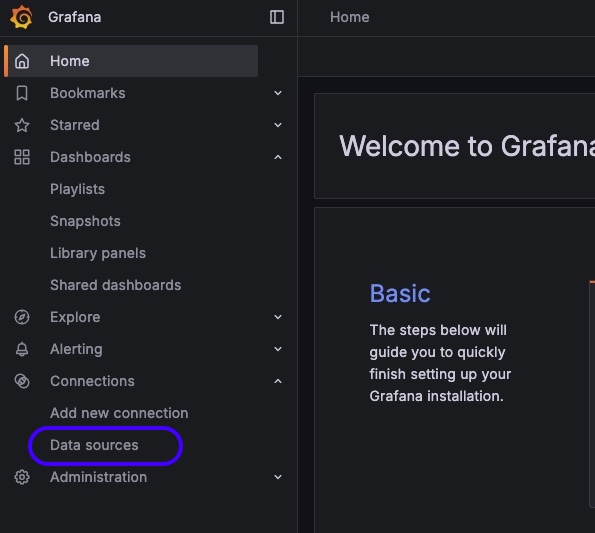 Grafana
Home
Home
Bookmarks
Starred
Dashboards
Playlists
Snapshots
Library panels
Shared dashboards
Explore
Alerting
Connections
Add new connection
Data sources
Administration
Welcome to Grafana
Basic
The steps below will
guide you to quickly
finish setting up your
Grafana installation.